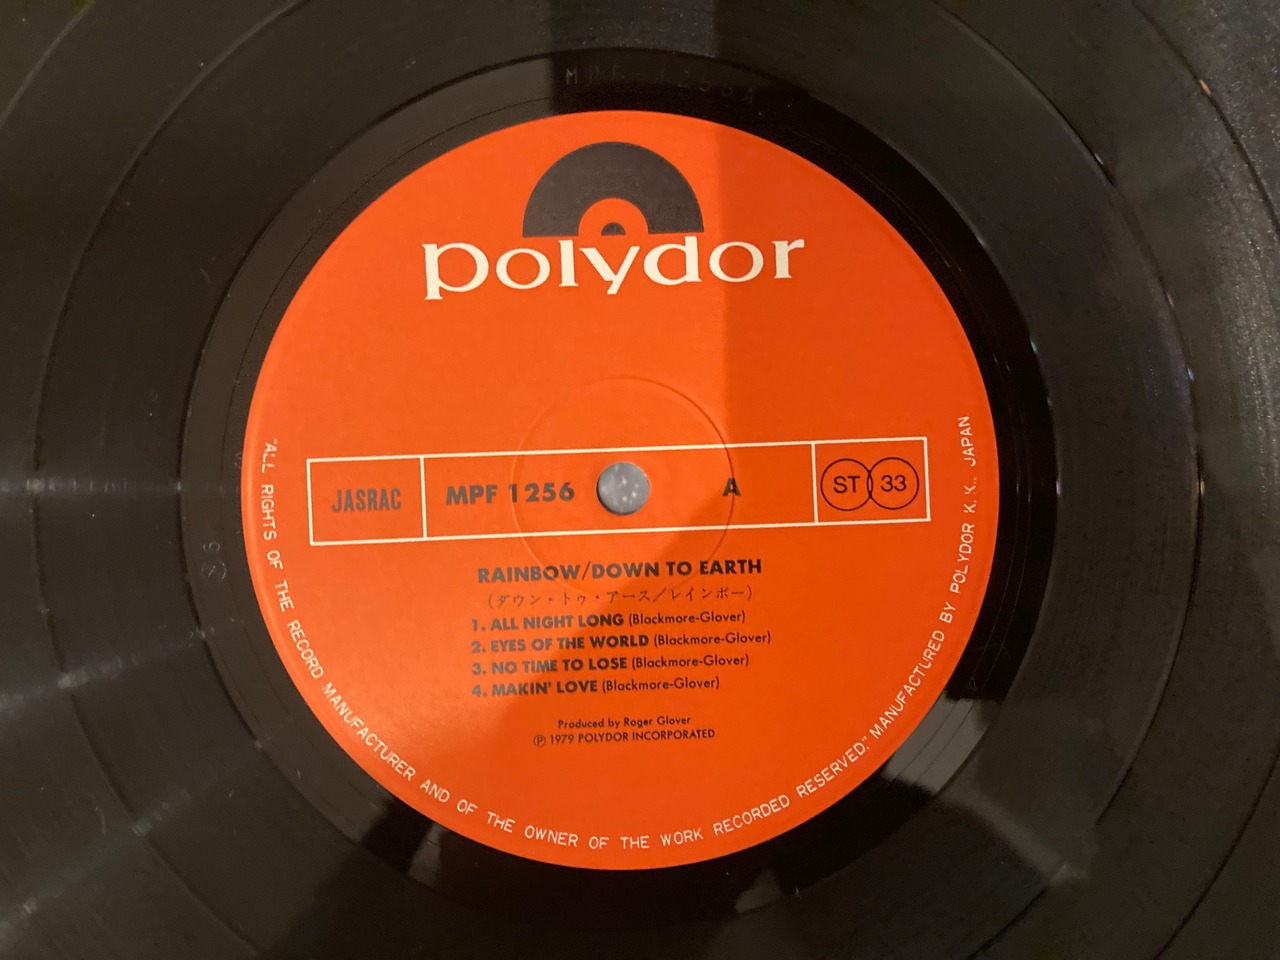 MPF-1256A
polydor
JASRAC
MPF 1256
A
ST 33
RAINBOW/DOWN TO EARTH
(ダウン・トゥ・アース/レインボー)
1. ALL NIGHT LONG (Blackmore-Glover)
2. EYES OF THE WORLD (Blackmore-Glover)
3. NO TIME TO LOSE (Blackmore-Glover)
4. MAKIN' LOVE (Blackmore-Glover)
Produced by Roger Glover
Ⓟ 1979 POLYDOR INCORPORATED
"ALL RIGHTS OF THE RECORD MANUFACTURER AND OF THE OWNER OF THE WORK RECORDED RESERVED." MANUFACTURED BY POLYDOR K.K., JAPAN